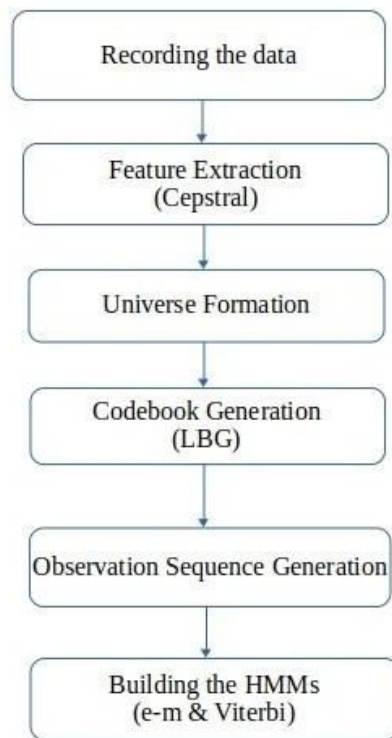 Recording the data
Feature Extraction
(Cepstral)
Universe Formation
Codebook Generation
(LBG)
Observation Sequence Generation
Building the HMMs
(e-m & Viterbi)